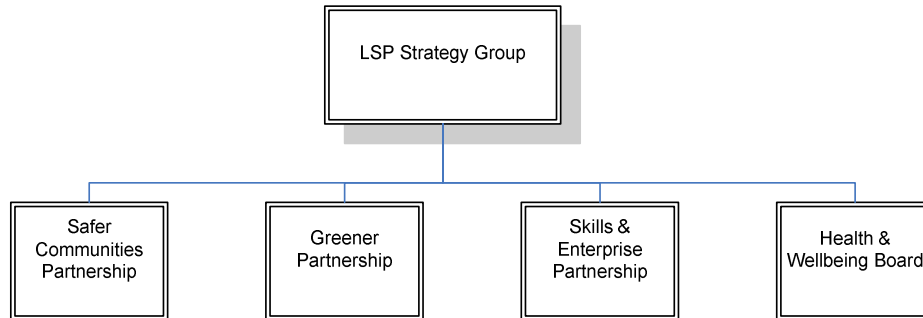 LSP Strategy Group
Safer
Communities
Partnership
Greener
Partnership
Skills &
Enterprise
Partnership
Health &
Wellbeing Board